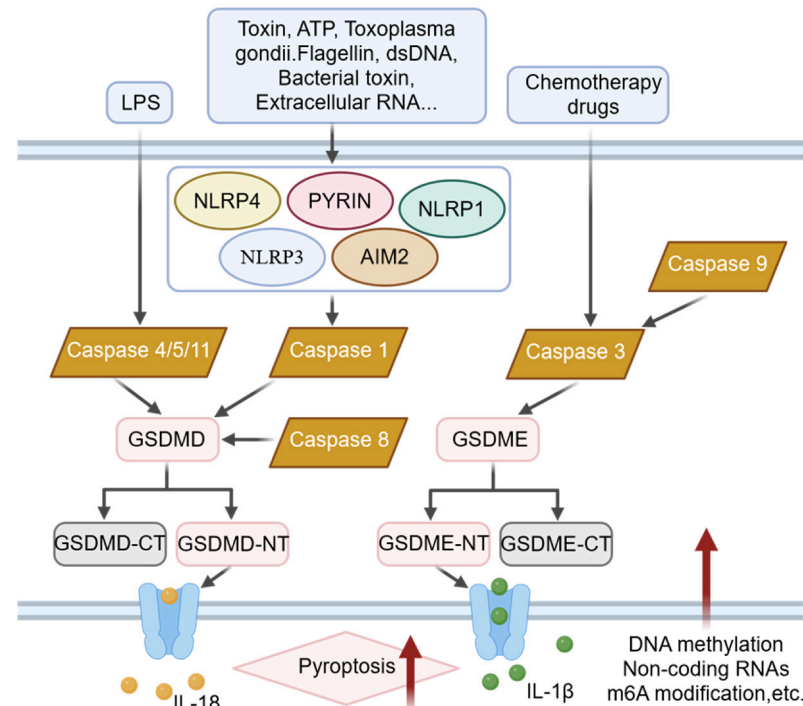 Toxin, ATP, Toxoplasma
gondii.Flagellin, dsDNA,
Bacterial toxin,
Extracellular RNA...
LPS
Chemotherapy
drugs
NLRP4
PYRIN
NLRP1
NLRP3
AIM2
Caspase 9
Caspase 4/5/11
Caspase 1
Caspase 3
GSDMD
Caspase 8
GSDME
GSDMD-CT
GSDMD-NT
GSDME-NT
GSDME-CT
Pyroptosis
DNA methylation
Non-coding RNAs
m6A modification,etc.
IL-18
IL-1β